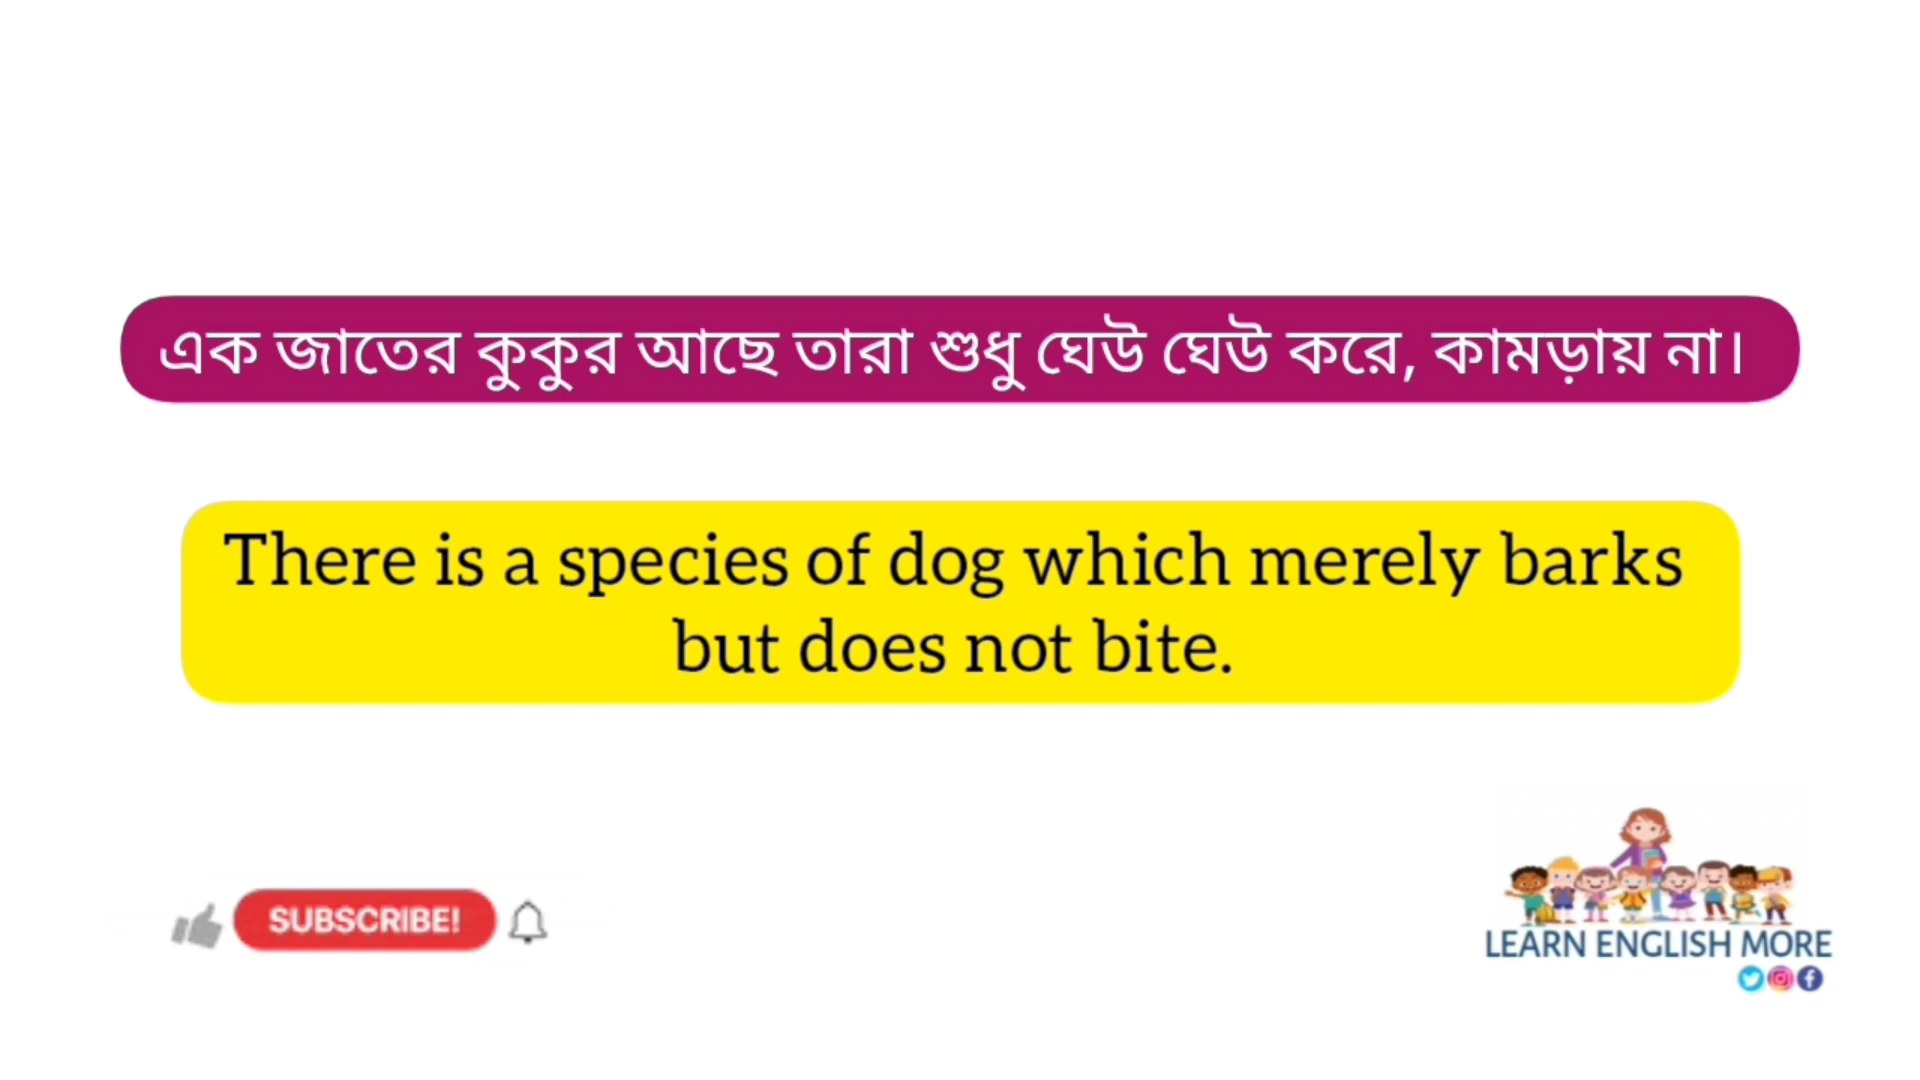 এক জাতের কুকুর আছে তারা শুধু ঘেউ ঘেউ করে, কামড়ায় না।
There is a species of dog which merely barks
but does not bite.
SUBSCRIBE!
LEARN ENGLISH MORE